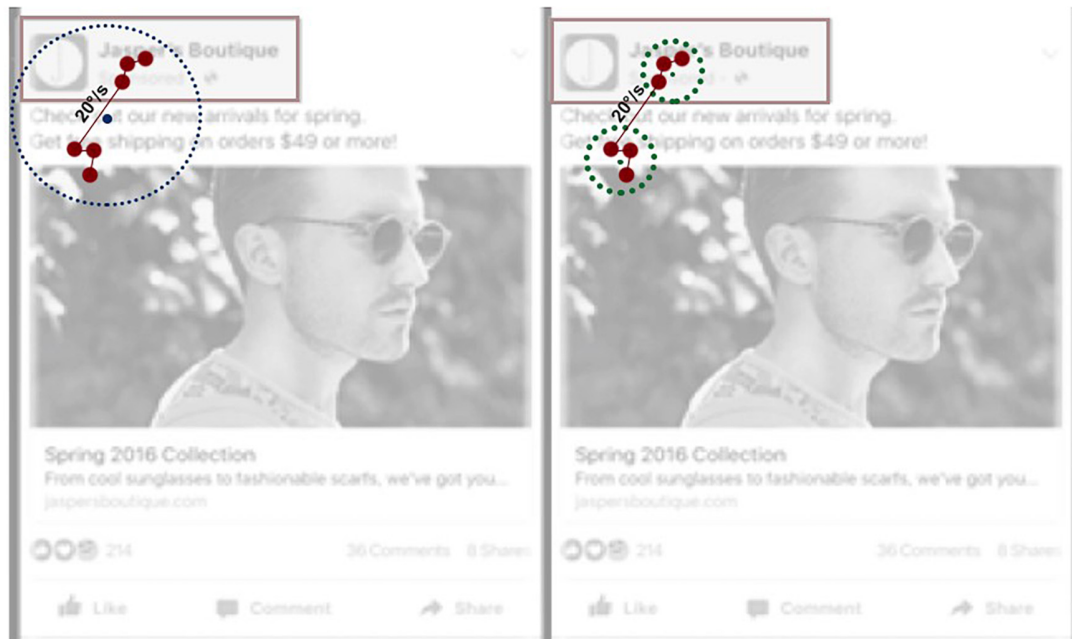 Jasper's Boutique
Sponsored ·
20°/s
Check out our new arrivals for spring.
Get free shipping on orders $49 or more!
Spring 2016 Collection
From cool sunglasses to fashionable scarfs, we've got you...
jaspersboutique.com
214 36 Comments 8 Shares
Like Comment Share
Jasper's Boutique
Sponsored ·
20°/s
Check out our new arrivals for spring.
Get free shipping on orders $49 or more!
Spring 2016 Collection
From cool sunglasses to fashionable scarfs, we've got you...
jaspersboutique.com
214 36 Comments 8 Shares
Like Comment Share